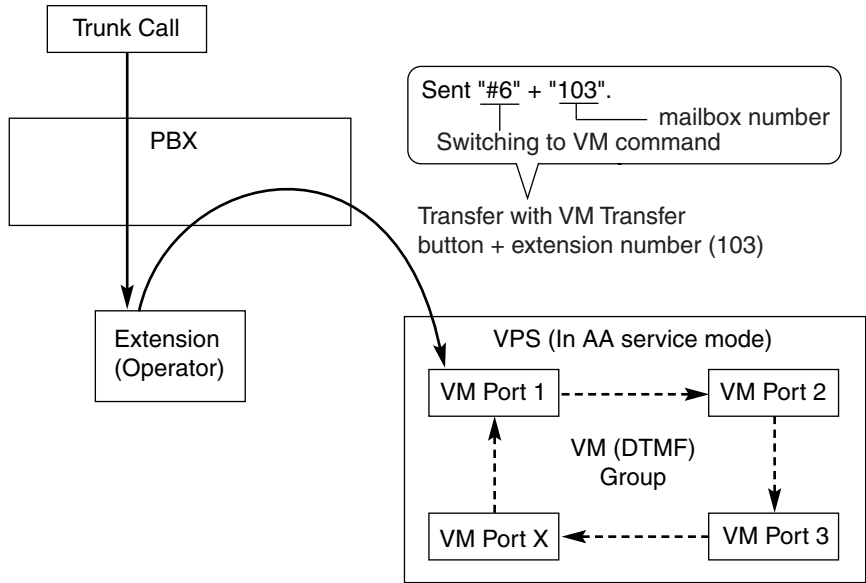 Trunk Call
PBX
Sent "#6" + "103".
mailbox number
Switching to VM command
Transfer with VM Transfer
button + extension number (103)
Extension
(Operator)
VPS (In AA service mode)
VM Port 1
VM Port 2
VM (DTMF)
Group
VM Port X
VM Port 3